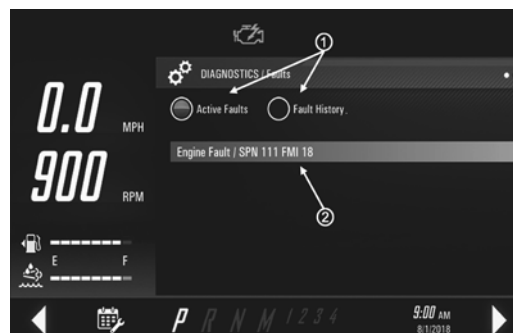 ①
DIAGNOSTICS / Faults
Active Faults
Fault History
0.0 MPH
Engine Fault / SPN 111 FMI 18
900 RPM
②
E F
P R N M 1 2 3 4
9:00 AM
8/1/2018